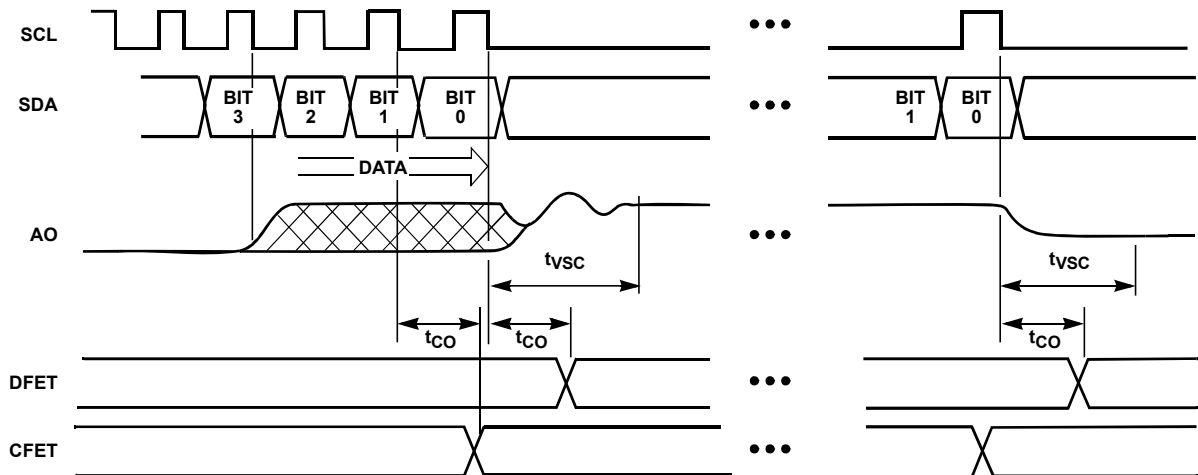 SCL
SDA
BIT
3
BIT
2
BIT
1
BIT
0
BIT
1
BIT
0
DATA
AO
tVSC
tVSC
tCO
tCO
tCO
DFET
CFET